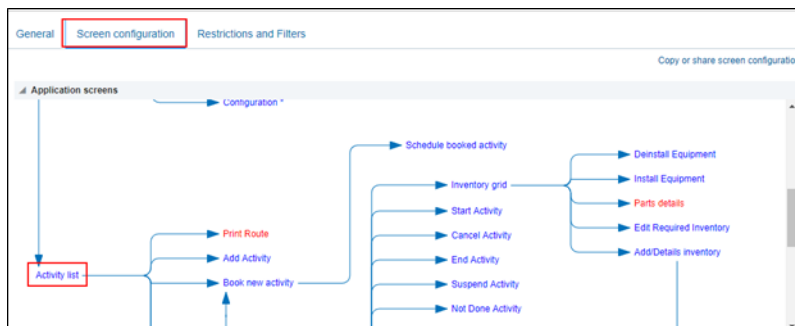 General Screen configuration Restrictions and Filters
Copy or share screen configuratio
Application screens
Configuration *
Schedule booked activity
Deinstall Equipment
Inventory grid
Install Equipment
Start Activity
Parts details
Print Route
Cancel Activity
Edit Required Inventory
Add Activity
End Activity
Add/Details inventory
Activity list
Book new activity
Suspend Activity
Not Done Activity